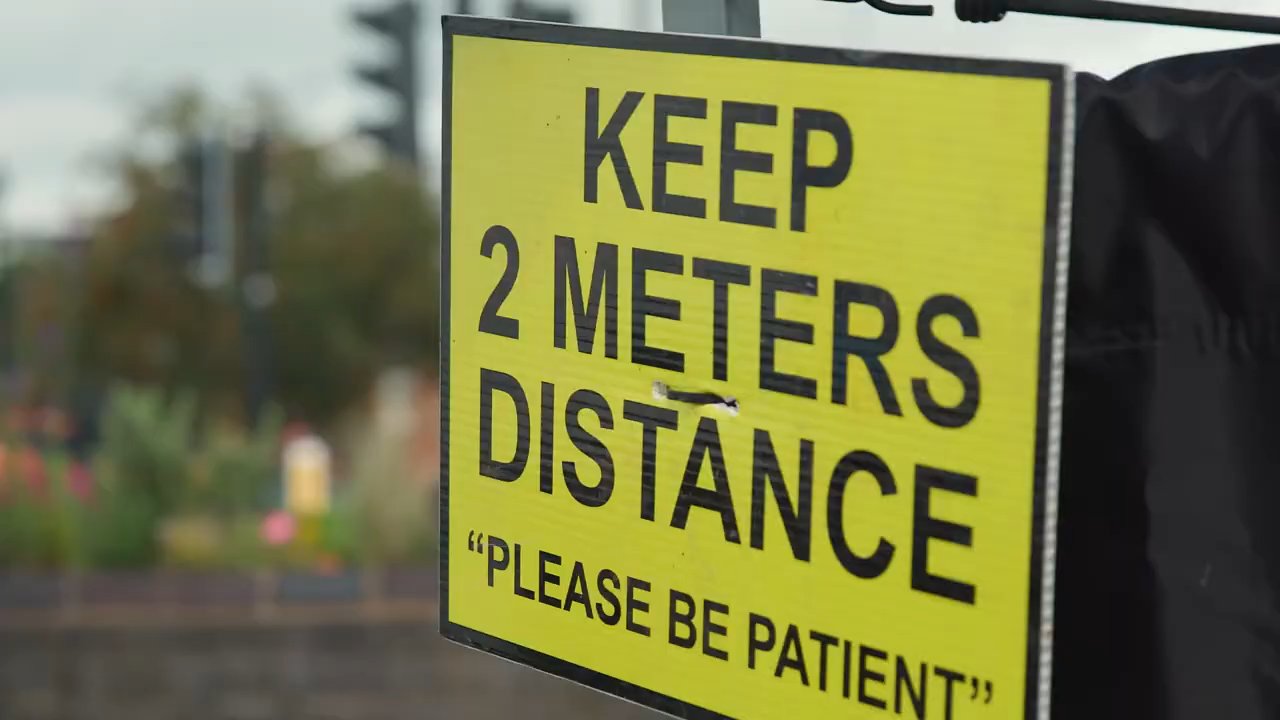 KEEP
2 METERS
DISTANCE
“PLEASE BE PATIENT”